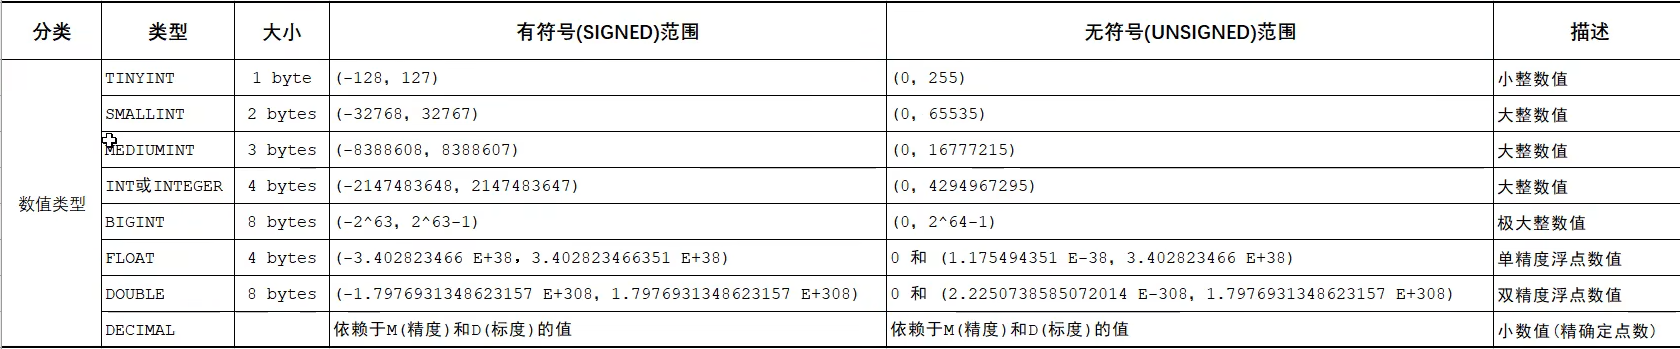 分类 类型 大小 有符号(SIGNED)范围 无符号(UNSIGNED)范围 描述
数值类型
TINYINT 1 byte (-128, 127) (0, 255) 小整数值
SMALLINT 2 bytes (-32768, 32767) (0, 65535) 大整数值
MEDIUMINT 3 bytes (-8388608, 8388607) (0, 16777215) 大整数值
INT或INTEGER 4 bytes (-2147483648, 2147483647) (0, 4294967295) 大整数值
BIGINT 8 bytes (-2^63, 2^63-1) (0, 2^64-1) 极大整数值
FLOAT 4 bytes (-3.402823466 E+38, 3.402823466351 E+38) 0 和 (1.175494351 E-38, 3.402823466 E+38) 单精度浮点数值
DOUBLE 8 bytes (-1.7976931348623157 E+308, 1.7976931348623157 E+308) 0 和 (2.2250738585072014 E-308, 1.7976931348623157 E+308) 双精度浮点数值
DECIMAL 依赖于M(精度)和D(标度)的值 依赖于M(精度)和D(标度)的值 小数值(精确定点数)